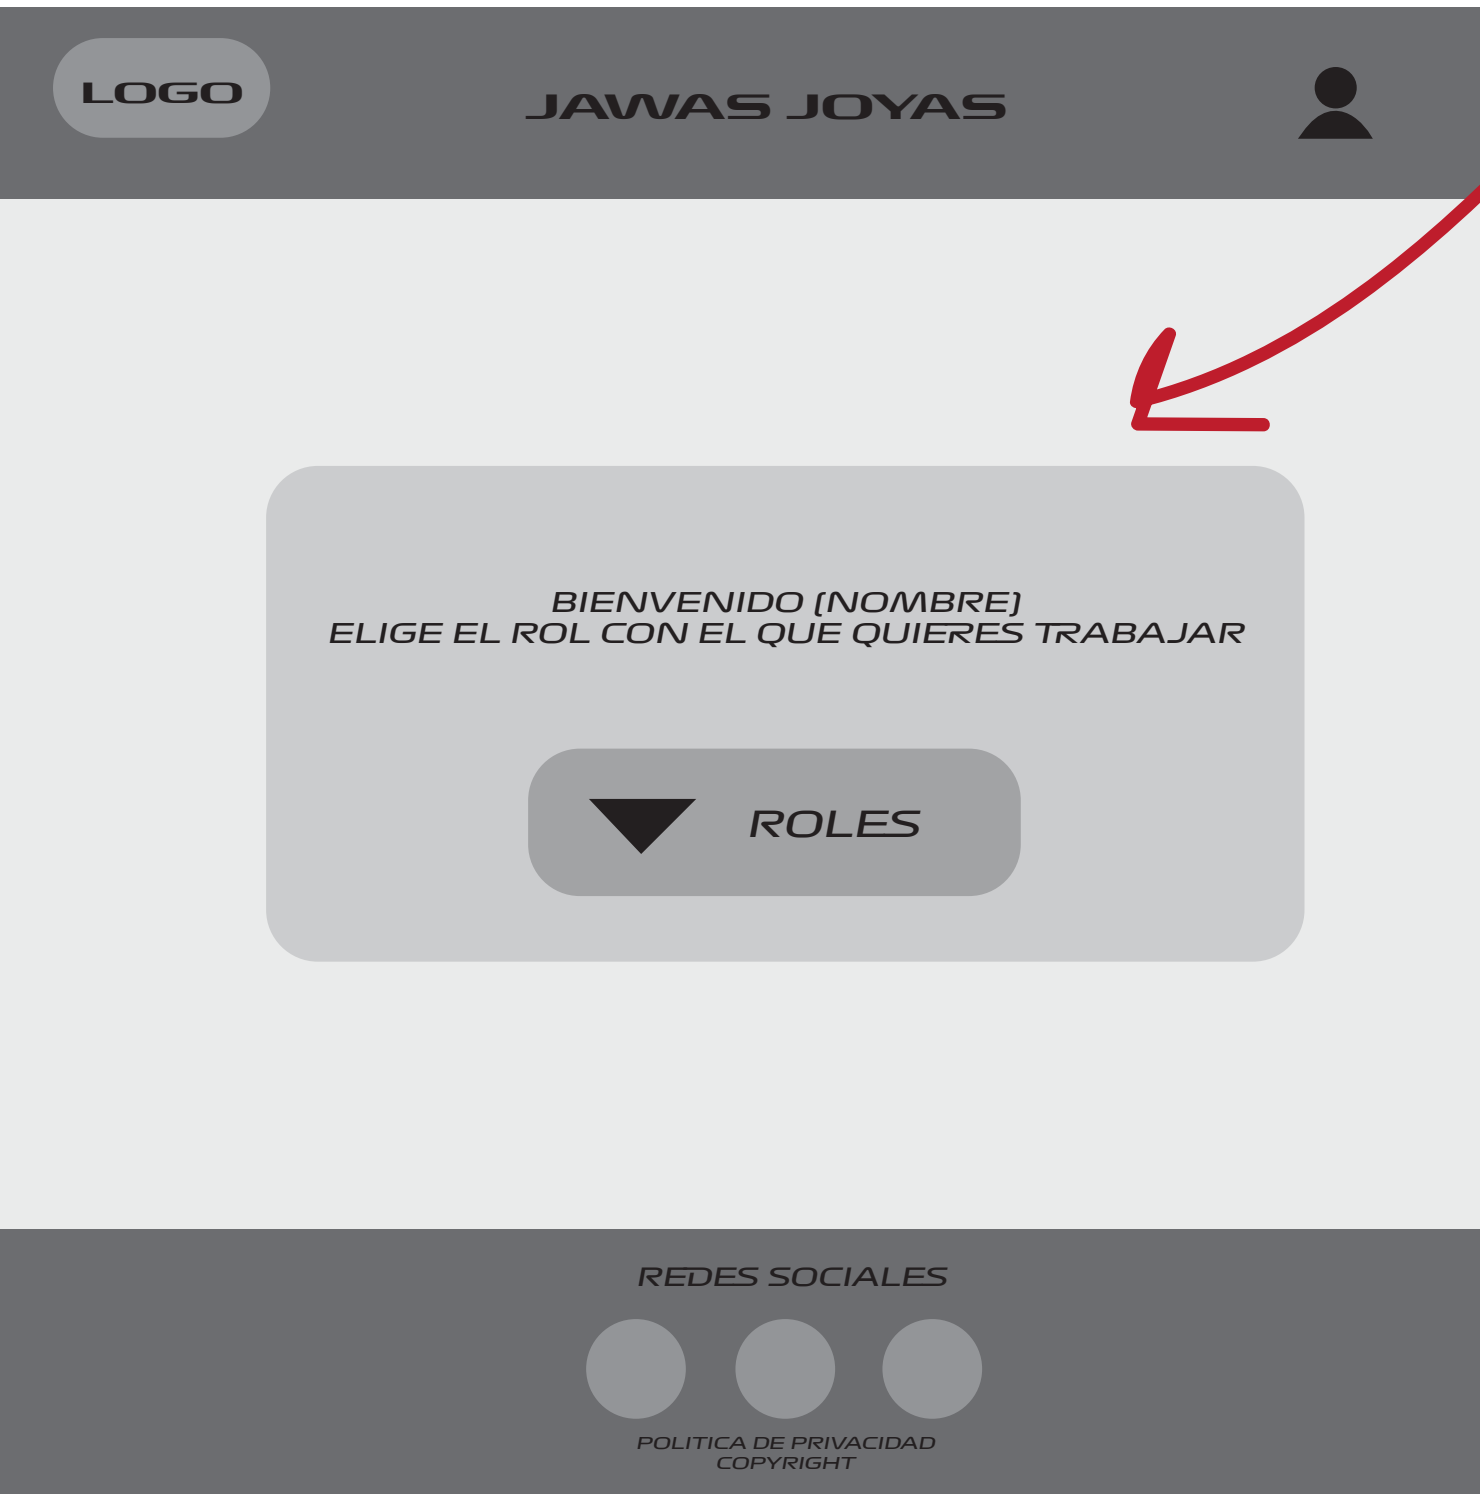 LOGO
JAWAS JOYAS
BIENVENIDO (NOMBRE)
ELIGE EL ROL CON EL QUE QUIERES TRABAJAR
ROLES
REDES SOCIALES
POLITICA DE PRIVACIDAD
COPYRIGHT